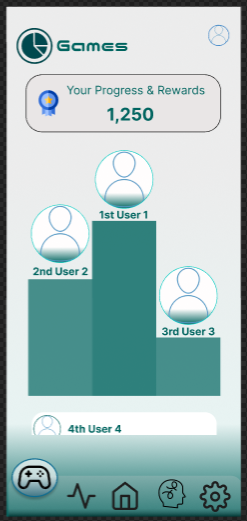 Games
Your Progress & Rewards
1,250
1st User 1
2nd User 2
3rd User 3
4th User 4